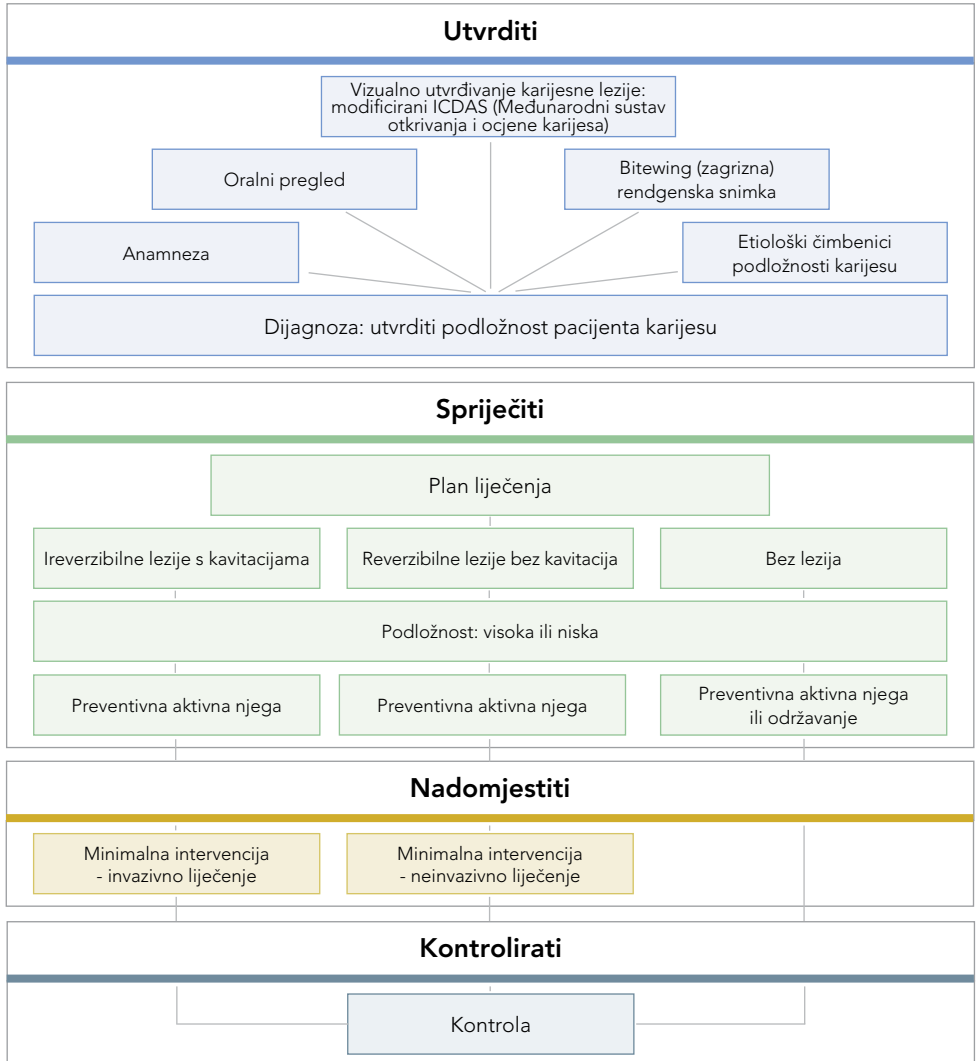 Utvrditi
Vizualno utvrđivanje karijesne lezije:
modificirani ICDAS (Međunarodni sustav
otkrivanja i ocjene karijesa)
Oralni pregled
Bitewing (zagrizna)
rendgenska snimka
Anamneza
Etiološki čimbenici
podložnosti karijesu
Dijagnoza: utvrditi podložnost pacijenta karijesu
Spriječiti
Plan liječenja
Ireverzibilne lezije s kavitacijama
Reverzibilne lezije bez kavitacija
Bez lezija
Podložnost: visoka ili niska
Preventivna aktivna njega
Preventivna aktivna njega
Preventivna aktivna njega
ili održavanje
Nadomjestiti
Minimalna intervencija
- invazivno liječenje
Minimalna intervencija
- neinvazivno liječenje
Kontrolirati
Kontrola